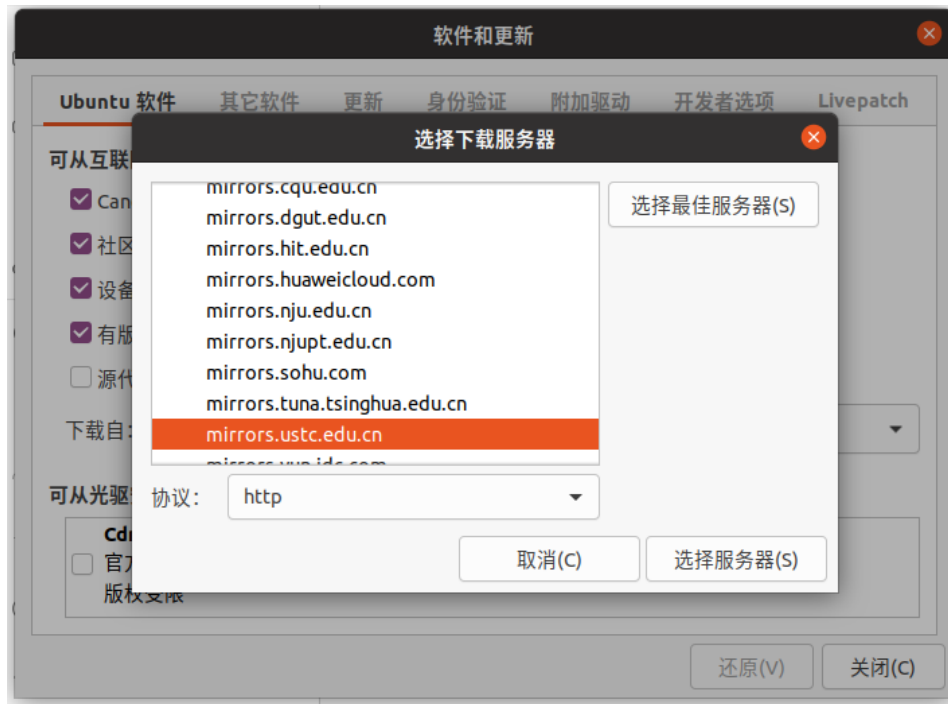 软件和更新
Ubuntu 软件 其它软件 更新 身份验证 附加驱动 开发者选项 Livepatch
选择下载服务器
可从互联
Can
社区
设备
有版
源代
下载自:
mirrors.cqu.edu.cn
mirrors.dgut.edu.cn
mirrors.hit.edu.cn
mirrors.huaweicloud.com
mirrors.nju.edu.cn
mirrors.njupt.edu.cn
mirrors.sohu.com
mirrors.tuna.tsinghua.edu.cn
mirrors.ustc.edu.cn
mirrors.yun-idc.com
选择最佳服务器(S)
协议: http
取消(C) 选择服务器(S)
可从光驱
Cdr
官方
版权受限
还原(V) 关闭(C)